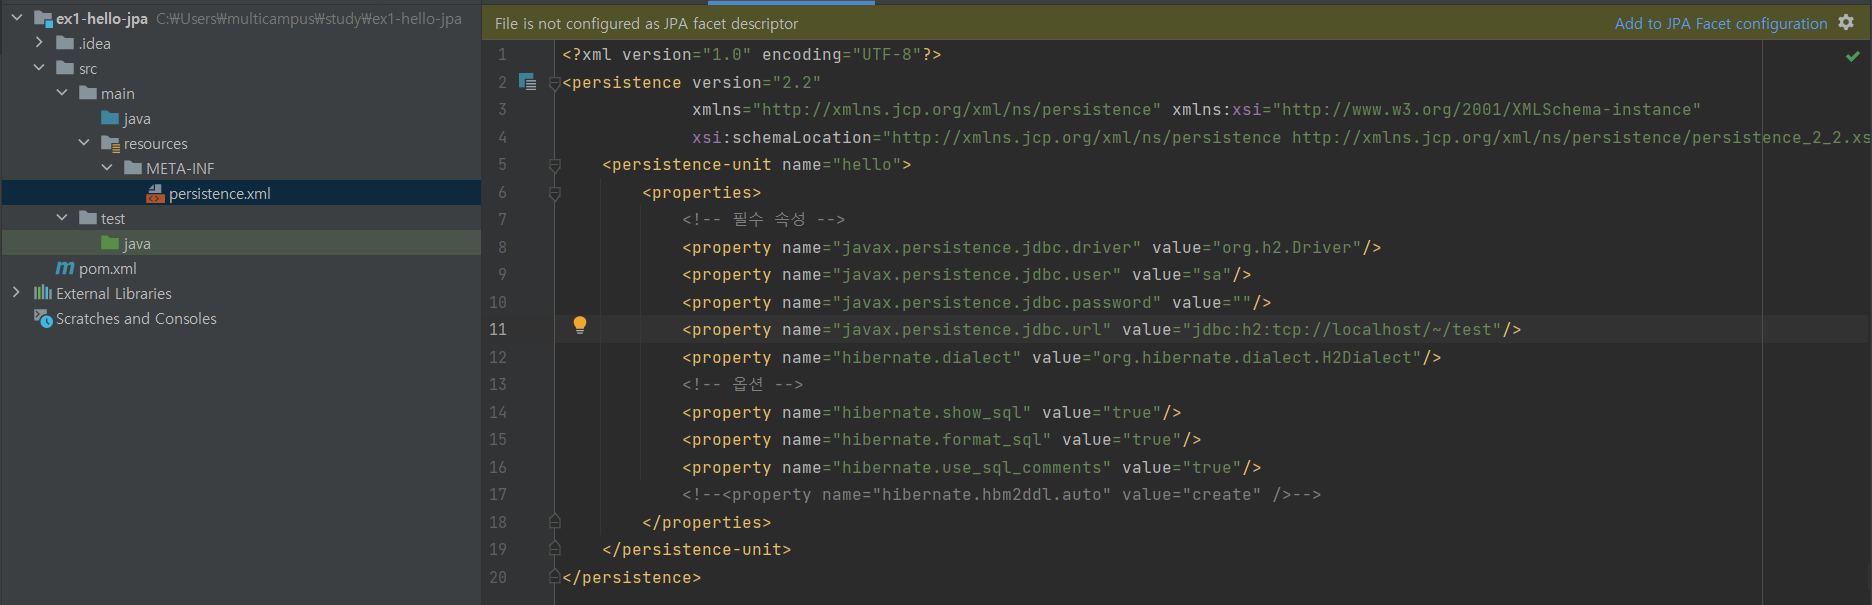 ex1-hello-jpa C:₩Users₩multicampus₩study₩ex1-hello-jpa
.idea
src
main
java
resources
META-INF
persistence.xml
test
java
pom.xml
External Libraries
Scratches and Consoles
File is not configured as JPA facet descriptor
Add to JPA Facet configuration
1 <?xml version="1.0" encoding="UTF-8"?>
2 <persistence version="2.2"
3 xmlns="http://xmlns.jcp.org/xml/ns/persistence" xmlns:xsi="http://www.w3.org/2001/XMLSchema-instance"
4 xsi:schemaLocation="http://xmlns.jcp.org/xml/ns/persistence http://xmlns.jcp.org/xml/ns/persistence/persistence_2_2.xs
5 <persistence-unit name="hello">
6 <properties>
7 <!-- 필수 속성 -->
8 <property name="javax.persistence.jdbc.driver" value="org.h2.Driver"/>
9 <property name="javax.persistence.jdbc.user" value="sa"/>
10 <property name="javax.persistence.jdbc.password" value=""/>
11 <property name="javax.persistence.jdbc.url" value="jdbc:h2:tcp://localhost/~/test"/>
12 <property name="hibernate.dialect" value="org.hibernate.dialect.H2Dialect"/>
13 <!-- 옵션 -->
14 <property name="hibernate.show_sql" value="true"/>
15 <property name="hibernate.format_sql" value="true"/>
16 <property name="hibernate.use_sql_comments" value="true"/>
17 <!--<property name="hibernate.hbm2ddl.auto" value="create" />-->
18 </properties>
19 </persistence-unit>
20 </persistence>